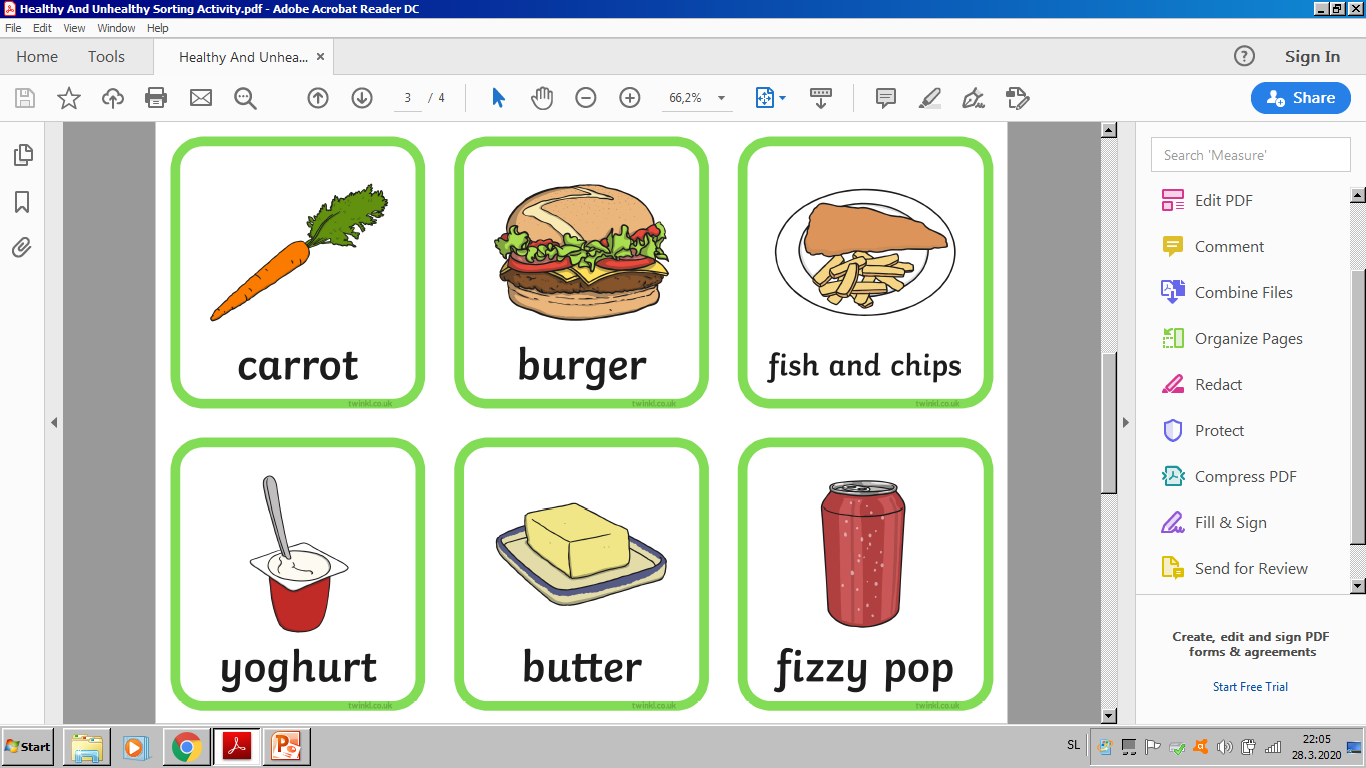 Healthy And Unhealthy Sorting Activity.pdf - Adobe Acrobat Reader DC
File Edit View Window Help
Home Tools Healthy And Unhea... × ? Sign In
3 / 4 66,2% Share
Search 'Measure'
Edit PDF
Comment
Combine Files
Organize Pages
Redact
Protect
Compress PDF
Fill & Sign
Send for Review
Create, edit and sign PDF
forms & agreements
Start Free Trial
carrot
twinkl.co.uk
burger
twinkl.co.uk
fish and chips
twinkl.co.uk
yoghurt
twinkl.co.uk
butter
twinkl.co.uk
fizzy pop
twinkl.co.uk
Start
SL
22:05
28.3.2020